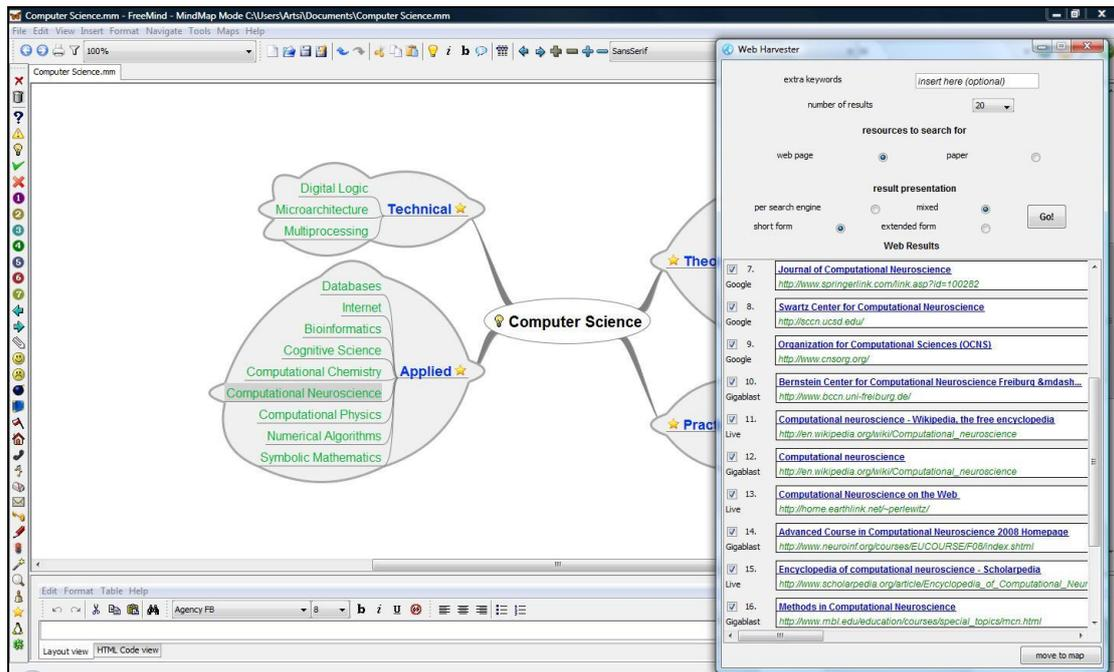 Computer Science.mm - FreeMind - MindMap Mode C:\Users\Artsi\Documents\Computer Science.mm
File Edit View Insert Format Navigate Tools Maps Help
100%
SansSerif
Computer Science.mm
Digital Logic
Microarchitecture
Multiprocessing
Technical
Databases
Internet
Bioinformatics
Cognitive Science
Computational Chemistry
Computational Neuroscience
Computational Physics
Numerical Algorithms
Symbolic Mathematics
Applied
Computer Science
Theo
Pract
Edit Format Table Help
Agency FB
8
Layout view HTML Code view
Web Harvester
extra keywords insert here (optional)
number of results 20
resources to search for
web page paper
result presentation
per search engine mixed
short form extended form
Go!
Web Results
7. Journal of Computational Neuroscience
Google http://www.springerlink.com/link.asp?id=100282
8. Swartz Center for Computational Neuroscience
Google http://sccn.ucsd.edu/
9. Organization for Computational Sciences (OCNS)
Google http://www.cnsorg.org/
10. Bernstein Center for Computational Neuroscience Freiburg &mdash...
Gigablast http://www.bccn.uni-freiburg.de/
11. Computational neuroscience - Wikipedia, the free encyclopedia
Live http://en.wikipedia.org/wiki/Computational_neuroscience
12. Computational neuroscience
Gigablast http://en.wikipedia.org/wiki/Computational_neuroscience
13. Computational Neuroscience on the Web
Live http://home.earthlink.net/~perlewitz/
14. Advanced Course in Computational Neuroscience 2008 Homepage
Gigablast http://www.neuroinf.org/courses/EUCOURSE/F08/index.shtml
15. Encyclopedia of computational neuroscience - Scholarpedia
Live http://www.scholarpedia.org/article/Encyclopedia_of_Computational_Neur
16. Methods in Computational Neuroscience
Gigablast http://www.mbl.edu/education/courses/special_topics/mcn.html
move to map